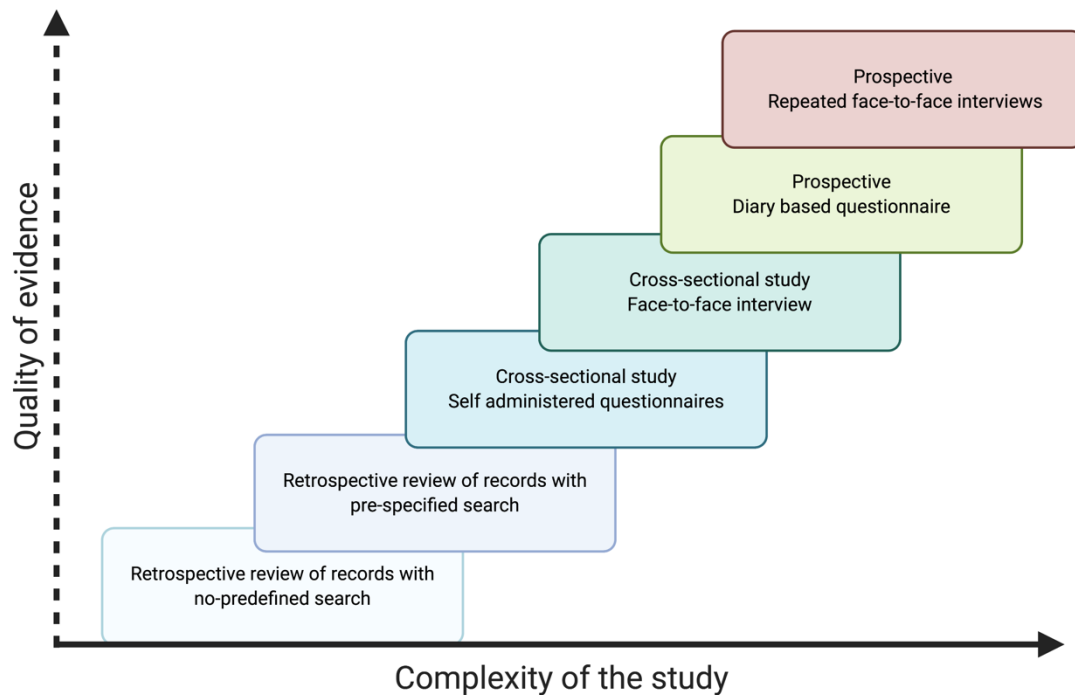 Prospective
Repeated face-to-face interviews
Prospective
Diary based questionnaire
Cross-sectional study
Face-to-face interview
Cross-sectional study
Self administered questionnaires
Retrospective review of records with
pre-specified search
Retrospective review of records with
no-predefined search
Quality of evidence
Complexity of the study